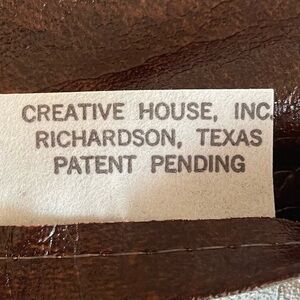 CREATIVE HOUSE, INC.
RICHARDSON, TEXAS
PATENT PENDING